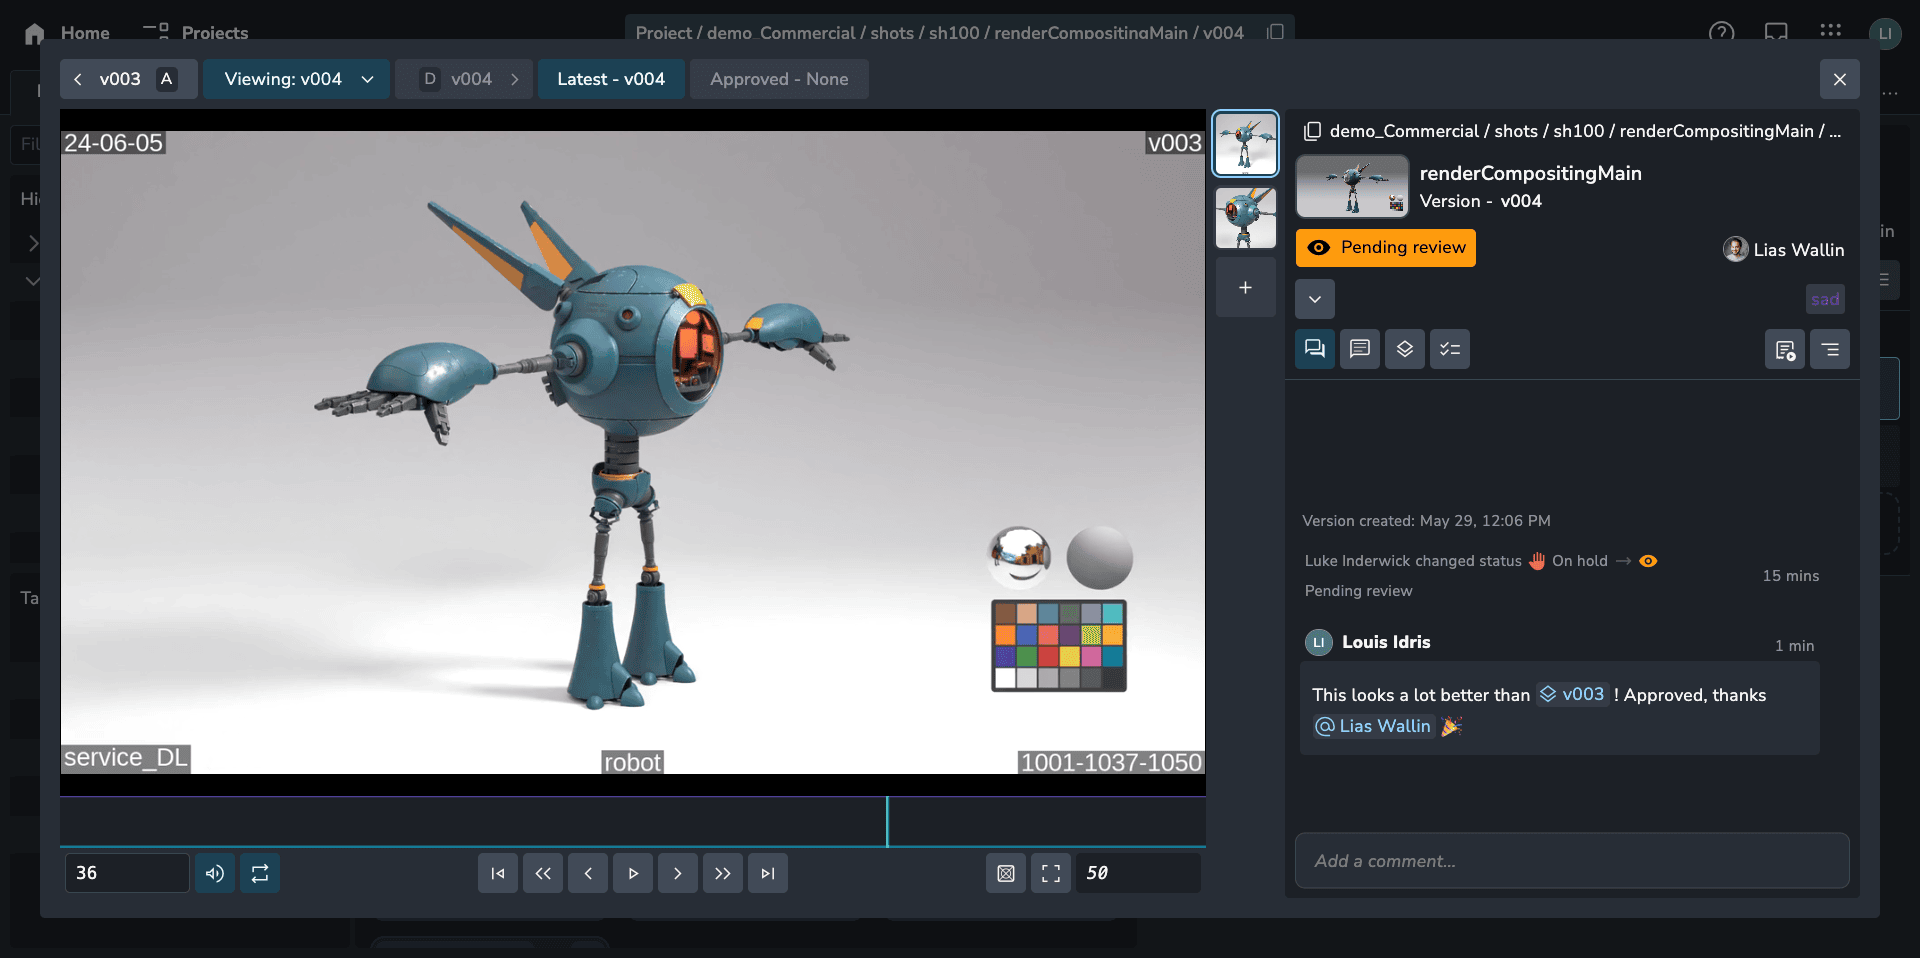 Home
Projects
Project / demo_Commercial / shots / sh100 / renderCompositingMain / v004
LI
v003 A
Viewing: v004
D v004
Latest - v004
Approved - None
24-06-05
v003
service_DL
robot
1001-1037-1050
36
50
demo_Commercial / shots / sh100 / renderCompositingMain / ...
renderCompositingMain
Version - v004
Pending review
Lias Wallin
sad
Version created: May 29, 12:06 PM
Luke Inderwick changed status On hold →
Pending review
15 mins
LI Louis Idris
1 min
This looks a lot better than v003 ! Approved, thanks
@ Lias Wallin 🎉
Add a comment...